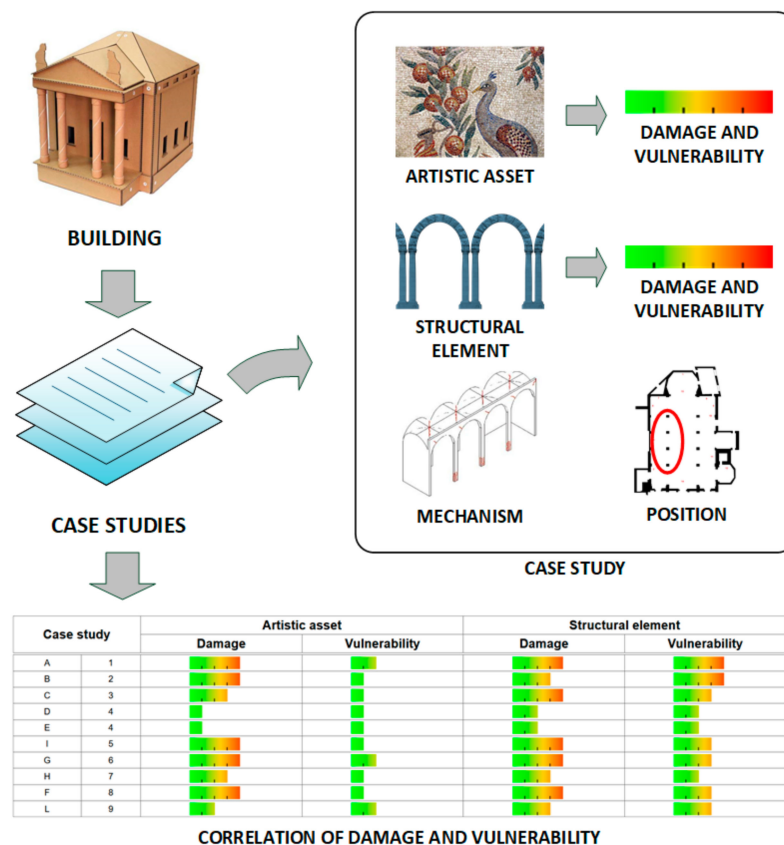 BUILDING
CASE STUDIES
ARTISTIC ASSET
DAMAGE AND
VULNERABILITY
STRUCTURAL
ELEMENT
DAMAGE AND
VULNERABILITY
MECHANISM
POSITION
CASE STUDY
Case study Artistic asset Structural element
Damage Vulnerability Damage Vulnerability
A 1
B 2
C 3
D 4
E 4
I 5
G 6
H 7
F 8
L 9
CORRELATION OF DAMAGE AND VULNERABILITY